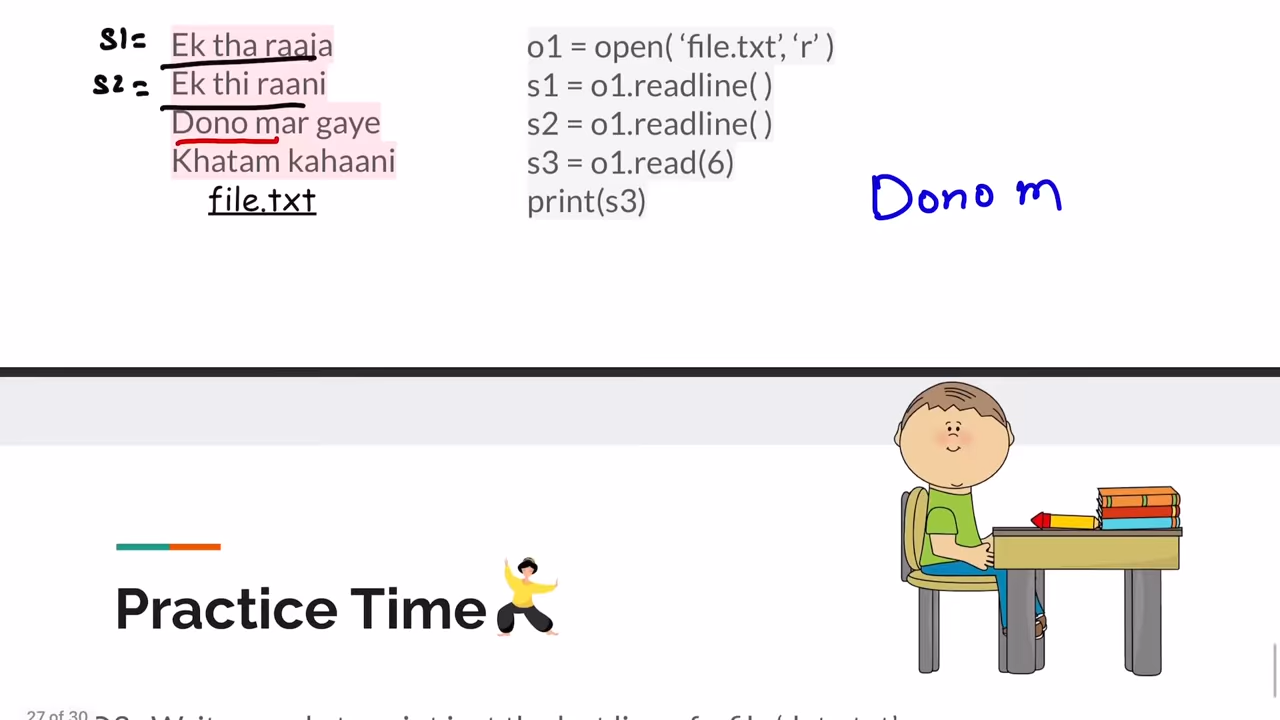 S1= Ek tha raaja
S2= Ek thi raani
Dono mar gaye
Khatam kahaani
file.txt
o1 = open( ‘file.txt’, ‘r’ )
s1 = o1.readline( )
s2 = o1.readline( )
s3 = o1.read(6)
print(s3)
Dono m
Practice Time
27 of 30